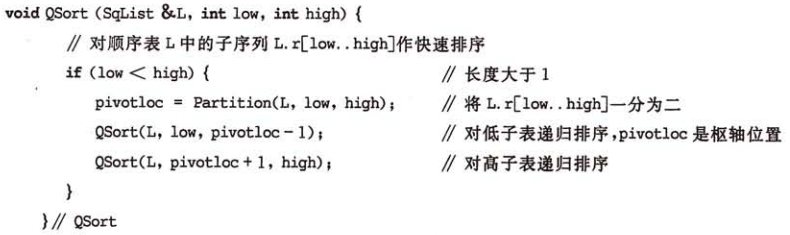 void QSort (SqList &L, int low, int high) {
// 对顺序表 L 中的子序列 L.r[low..high]作快速排序
if (low < high) { // 长度大于 1
pivotloc = Partition(L, low, high); // 将 L.r[low..high]一分为二
QSort(L, low, pivotloc-1); // 对低子表递归排序,pivotloc 是枢轴位置
QSort(L, pivotloc+1, high); // 对高子表递归排序
}
}// QSort